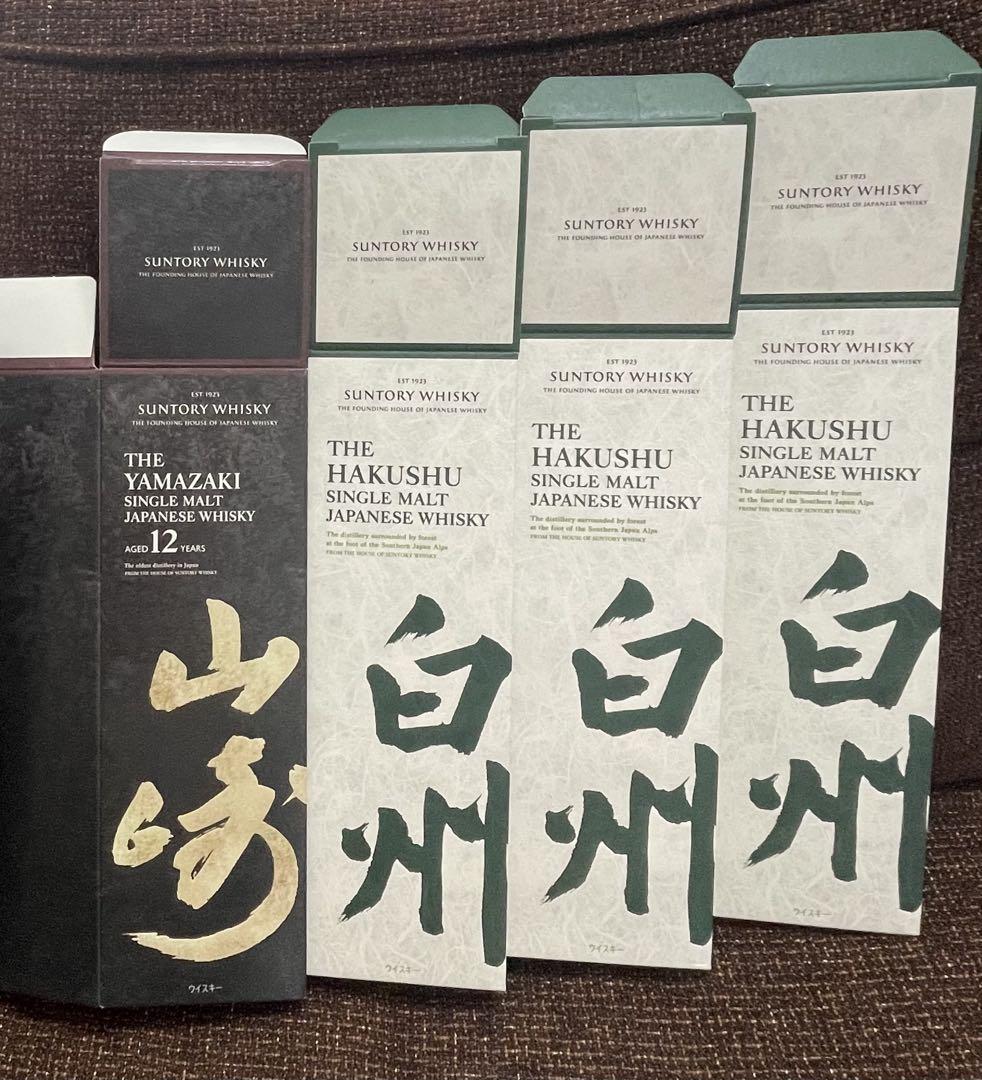 EST 1923
SUNTORY WHISKY
THE FOUNDING HOUSE OF JAPANESE WHISKY
EST 1923
SUNTORY WHISKY
THE FOUNDING HOUSE OF JAPANESE WHISKY
THE
YAMAZAKI
SINGLE MALT
JAPANESE WHISKY
AGED 12 YEARS
The oldest distillery in Japan
FROM THE HOUSE OF SUNTORY WHISKY
山
崎
ウイスキー
EST 1923
SUNTORY WHISKY
THE FOUNDING HOUSE OF JAPANESE WHISKY
EST 1923
SUNTORY WHISKY
THE FOUNDING HOUSE OF JAPANESE WHISKY
THE
HAKUSHU
SINGLE MALT
JAPANESE WHISKY
The distillery surrounded by forest
at the foot of the Southern Japan Alps
FROM THE HOUSE OF SUNTORY WHISKY
白
州
ウイスキー
EST 1923
SUNTORY WHISKY
THE FOUNDING HOUSE OF JAPANESE WHISKY
EST 1923
SUNTORY WHISKY
THE FOUNDING HOUSE OF JAPANESE WHISKY
THE
HAKUSHU
SINGLE MALT
JAPANESE WHISKY
The distillery surrounded by forest
at the foot of the Southern Japan Alps
FROM THE HOUSE OF SUNTORY WHISKY
白
州
ウイスキー
EST 1923
SUNTORY WHISKY
THE FOUNDING HOUSE OF JAPANESE WHISKY
EST 1923
SUNTORY WHISKY
THE FOUNDING HOUSE OF JAPANESE WHISKY
THE
HAKUSHU
SINGLE MALT
JAPANESE WHISKY
The distillery surrounded by forest
at the foot of the Southern Japan Alps
FROM THE HOUSE OF SUNTORY WHISKY
白
州
ウイスキー